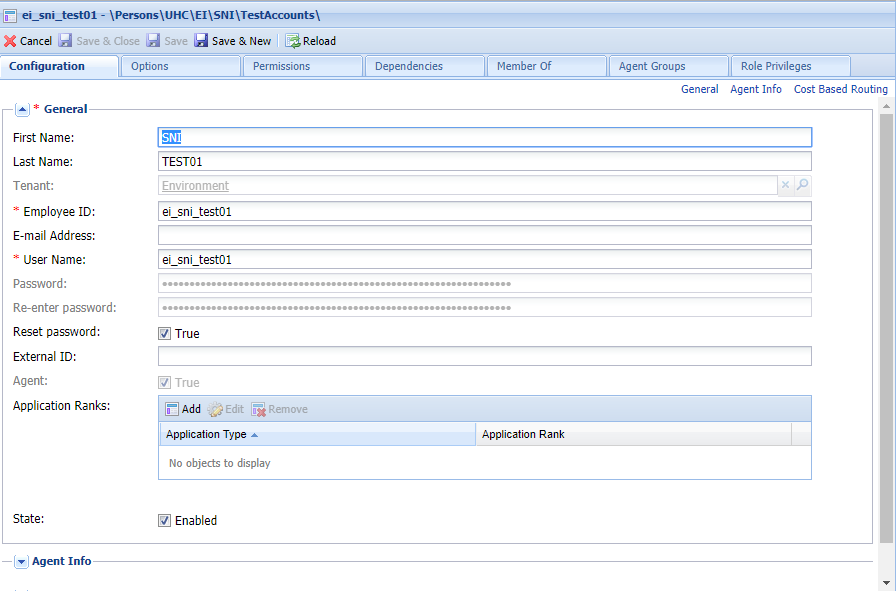 ei_sni_test01 - \Persons\UHC\EI\SNI\TestAccounts\
Cancel Save & Close Save Save & New Reload
Configuration Options Permissions Dependencies Member Of Agent Groups Role Privileges
General Agent Info Cost Based Routing
* General
First Name: SNI
Last Name: TEST01
Tenant: Environment
* Employee ID: ei_sni_test01
E-mail Address:
* User Name: ei_sni_test01
Password:
Re-enter password:
Reset password: True
External ID:
Agent: True
Application Ranks: Add Edit Remove
Application Type Application Rank
No objects to display
State: Enabled
Agent Info